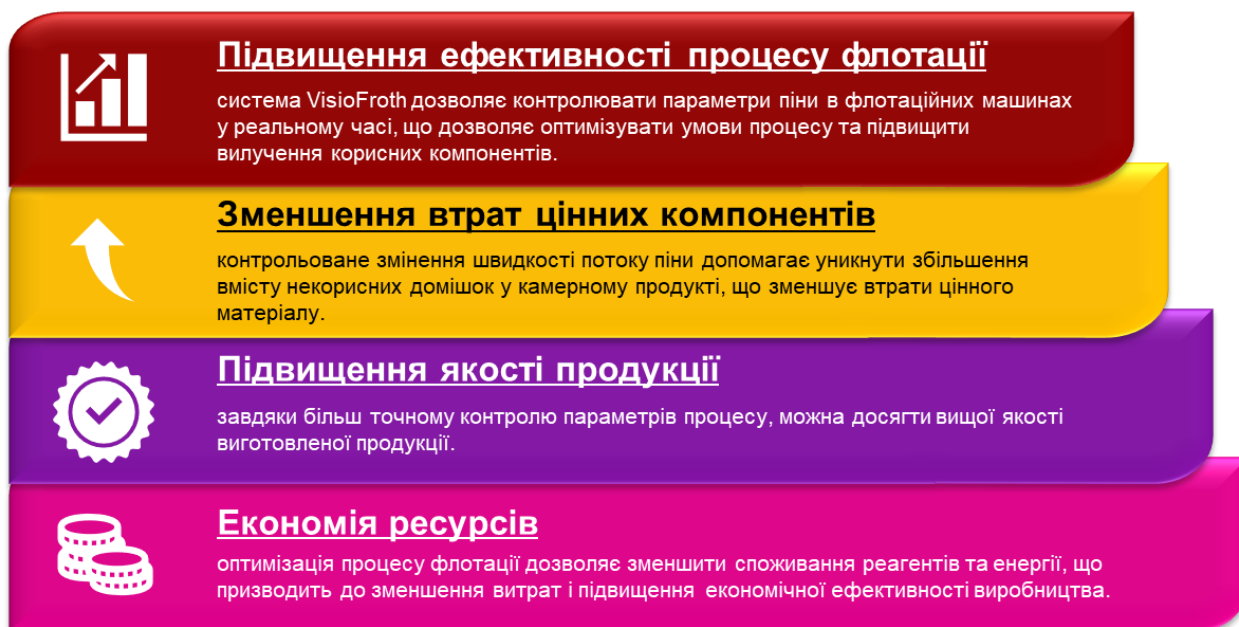 Підвищення ефективності процесу флотації
система VisioFroth дозволяє контролювати параметри піни в флотаційних машинах
у реальному часі, що дозволяє оптимізувати умови процесу та підвищити
вилучення корисних компонентів.
Зменшення втрат цінних компонентів
контрольоване змінення швидкості потоку піни допомагає уникнути збільшення
вмісту некорисних домішок у камерному продукті, що зменшує втрати цінного
матеріалу.
Підвищення якості продукції
завдяки більш точному контролю параметрів процесу, можна досягти вищої якості
виготовленої продукції.
Економія ресурсів
оптимізація процесу флотації дозволяє зменшити споживання реагентів та енергії, що
призводить до зменшення витрат і підвищення економічної ефективності виробництва.